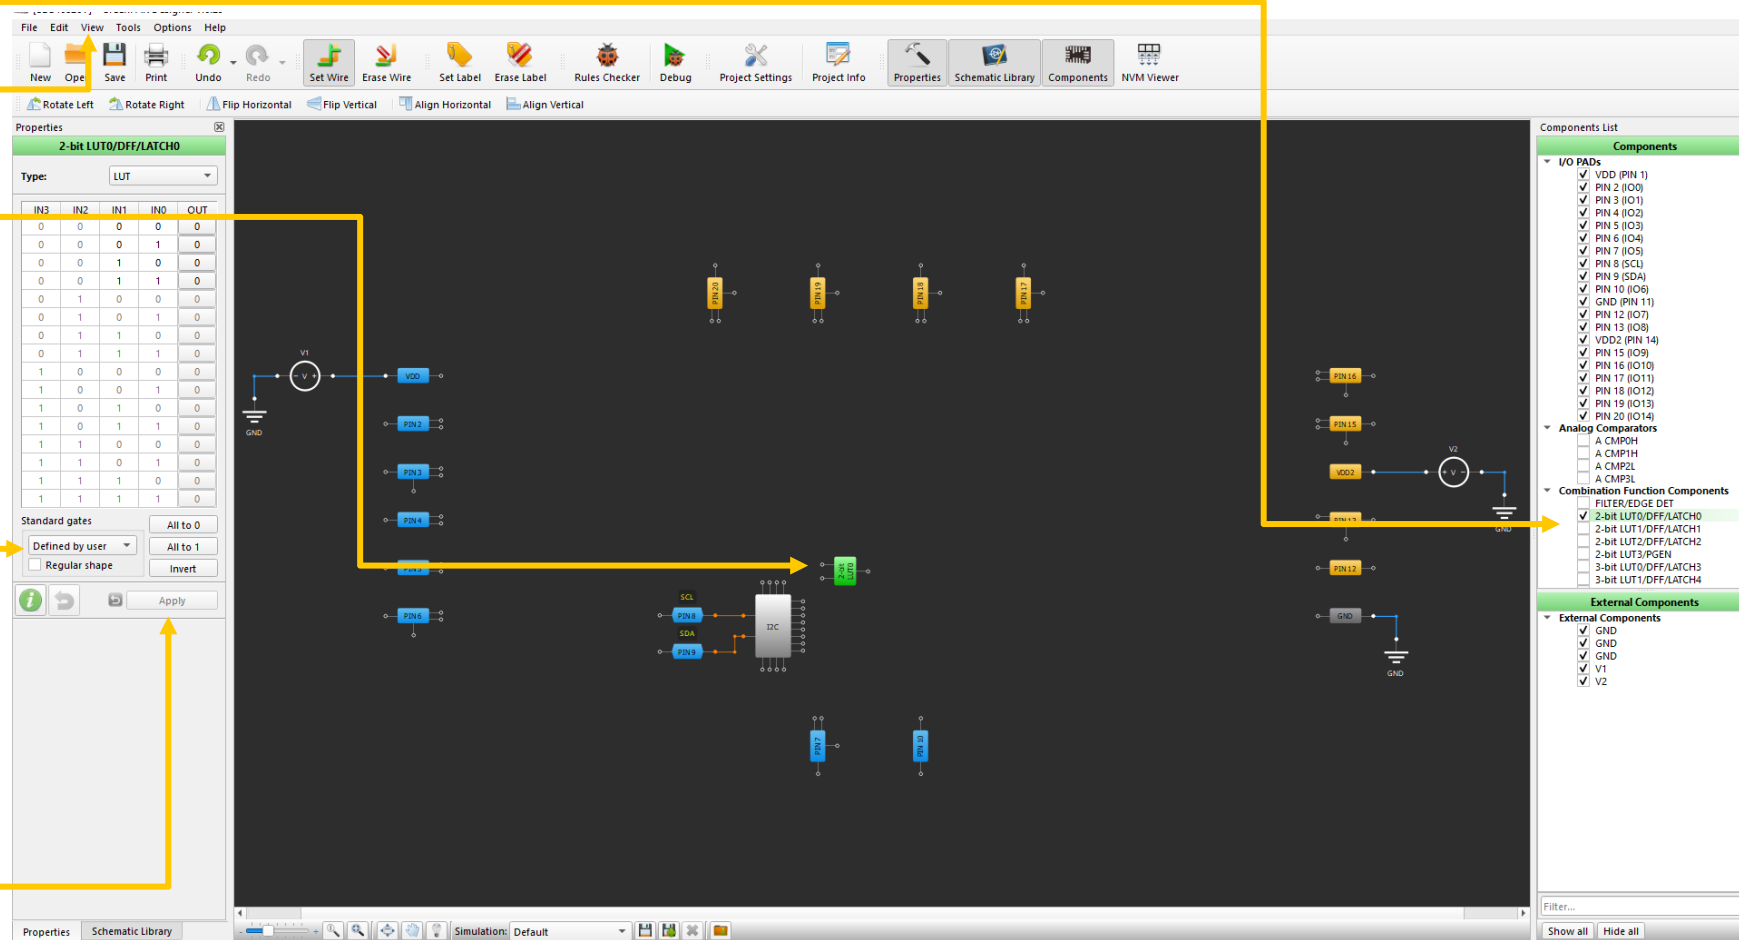 File Edit View Tools Options Help
New Open Save Print Undo Redo Set Wire Erase Wire Set Label Erase Label Rules Checker Debug Project Settings Project Info Properties Schematic Library Components NVM Viewer
Rotate Left Rotate Right Flip Horizontal Flip Vertical Align Horizontal Align Vertical
Properties
2-bit LUT0/DFF/LATCH0
Type: LUT
IN3 IN2 IN1 IN0 OUT
0 0 0 0 0
0 0 0 1 0
0 0 1 0 0
0 0 1 1 0
0 1 0 0 0
0 1 0 1 0
0 1 1 0 0
0 1 1 1 0
1 0 0 0 0
1 0 0 1 0
1 0 1 0 0
1 0 1 1 0
1 1 0 0 0
1 1 0 1 0
1 1 1 0 0
1 1 1 1 0
Standard gates
All to 0
Defined by user
All to 1
Regular shape
Invert
Apply
Properties Schematic Library
PIN 20
PIN 19
PIN 18
PIN 17
V1
GND
VDD
PIN 2
PIN 3
PIN 4
PIN 6
2-bit
LUT0
SCL
PIN 8
SDA
PIN 9
I2C
PIN 7
PIN 10
PIN 16
PIN 15
V2
VDD2
GND
PIN 12
GND
GND
Simulation: Default
Components List
Components
I/O PADs
VDD (PIN 1)
PIN 2 (IO0)
PIN 3 (IO1)
PIN 4 (IO2)
PIN 5 (IO3)
PIN 6 (IO4)
PIN 7 (IO5)
PIN 8 (SCL)
PIN 9 (SDA)
PIN 10 (IO6)
GND (PIN 11)
PIN 12 (IO7)
PIN 13 (IO8)
VDD2 (PIN 14)
PIN 15 (IO9)
PIN 16 (IO10)
PIN 17 (IO11)
PIN 18 (IO12)
PIN 19 (IO13)
PIN 20 (IO14)
Analog Comparators
A CMP0H
A CMP1H
A CMP2L
A CMP3L
Combination Function Components
FILTER/EDGE DET
2-bit LUT0/DFF/LATCH0
2-bit LUT1/DFF/LATCH1
2-bit LUT2/DFF/LATCH2
2-bit LUT3/PGEN
3-bit LUT0/DFF/LATCH3
3-bit LUT1/DFF/LATCH4
External Components
External Components
GND
GND
GND
V1
V2
Filter...
Show all Hide all